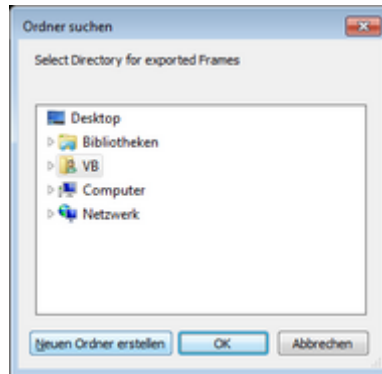 Ordner suchen
Select Directory for exported Frames
Desktop
Bibliotheken
VB
Computer
Netzwerk
Neuen Ordner erstellen OK Abbrechen